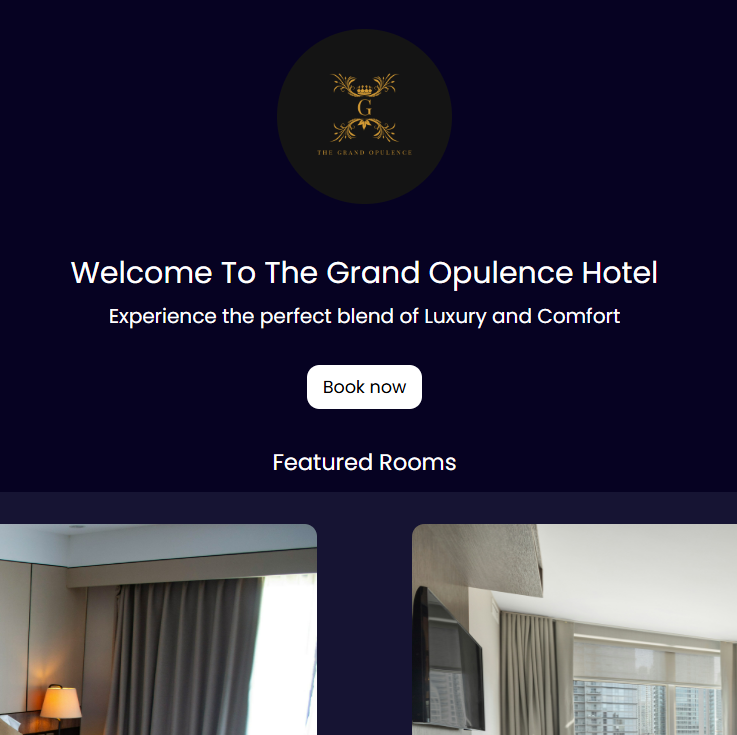 G
THE GRAND OPULENCE
Welcome To The Grand Opulence Hotel
Experience the perfect blend of Luxury and Comfort
Book now
Featured Rooms